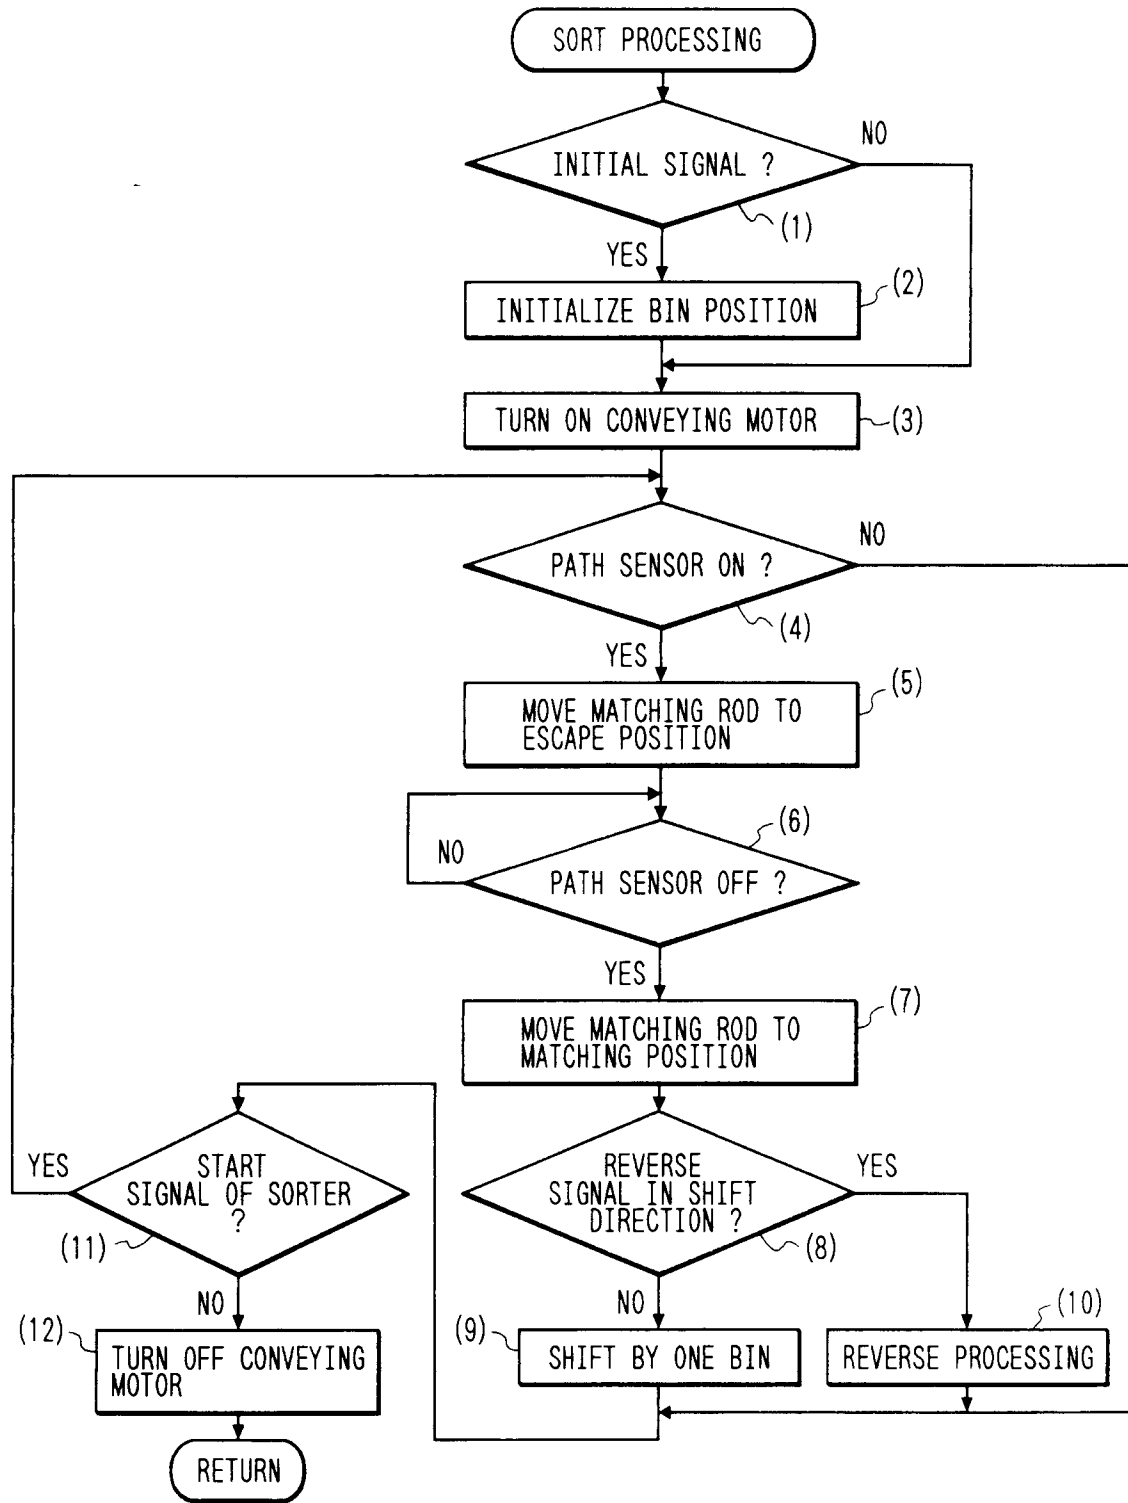 SORT PROCESSING
NO
INITIAL SIGNAL ?
(1)
YES
(2)
INITIALIZE BIN POSITION
TURN ON CONVEYING MOTOR
(3)
NO
PATH SENSOR ON ?
(4)
YES
(5)
MOVE MATCHING ROD TO
ESCAPE POSITION
(6)
NO
PATH SENSOR OFF ?
YES
(7)
MOVE MATCHING ROD TO
MATCHING POSITION
YES
START
SIGNAL OF SORTER
?
(11)
REVERSE
SIGNAL IN SHIFT
DIRECTION ?
YES
(8)
NO
NO
(12)
TURN OFF CONVEYING
MOTOR
(9)
SHIFT BY ONE BIN
(10)
REVERSE PROCESSING
RETURN